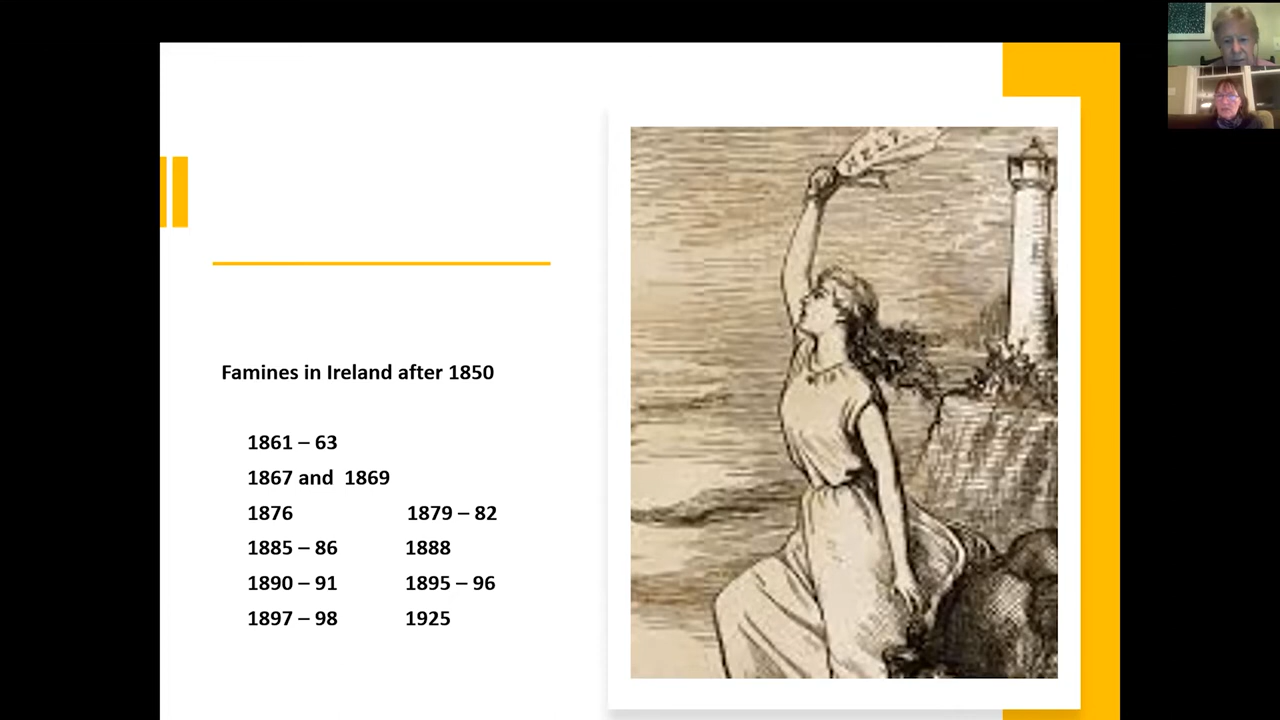 Famines in Ireland after 1850
1861 – 63
1867 and 1869
1876 1879 – 82
1885 – 86 1888
1890 – 91 1895 – 96
1897 – 98 1925
HELP